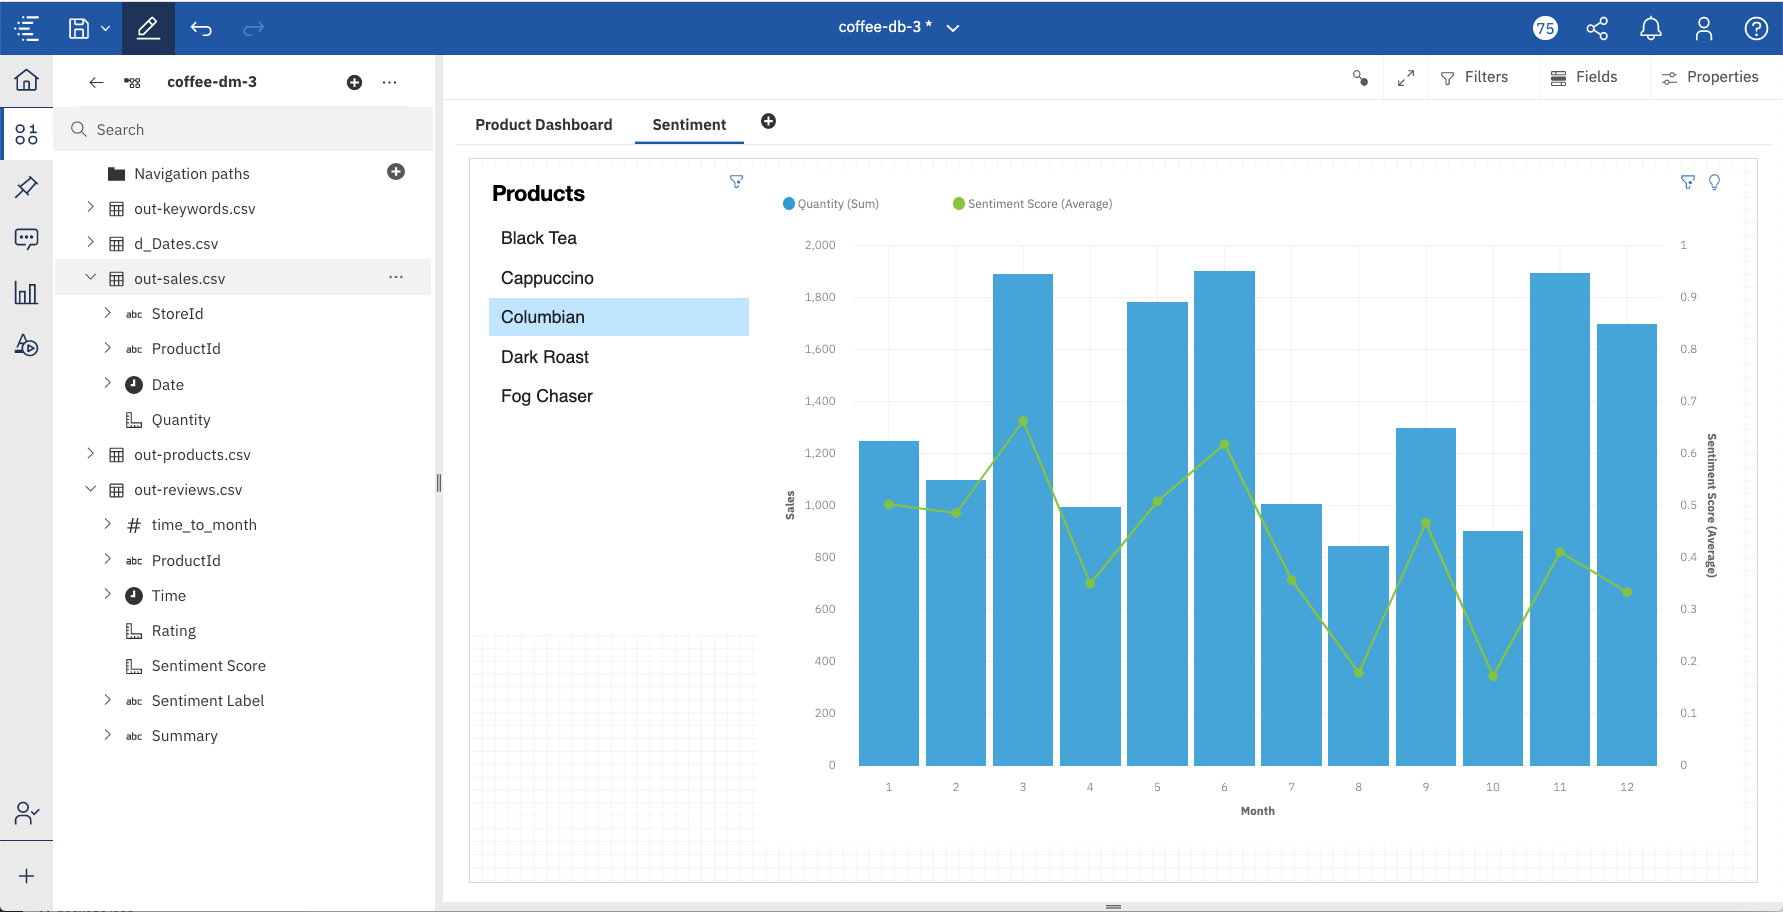 coffee-db-3 *
75
coffee-dm-3
Filters
Fields
Properties
Search
Product Dashboard
Sentiment
Navigation paths
out-keywords.csv
d_Dates.csv
out-sales.csv
abc StoreId
abc ProductId
Date
Quantity
out-products.csv
out-reviews.csv
# time_to_month
abc ProductId
Time
Rating
Sentiment Score
abc Sentiment Label
abc Summary
Products
Black Tea
Cappuccino
Columbian
Dark Roast
Fog Chaser
Quantity (Sum)
Sentiment Score (Average)
2,000
1,800
1,600
1,400
1,200
1,000
800
600
400
200
0
Sales
1
0.9
0.8
0.7
0.6
0.5
0.4
0.3
0.2
0.1
0
Sentiment Score (Average)
1 2 3 4 5 6 7 8 9 10 11 12
Month